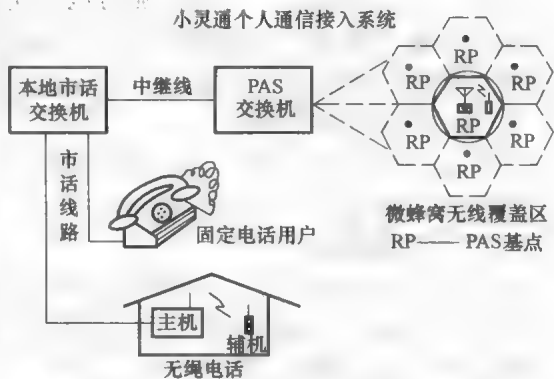 小灵通个人通信接入系统
本地市话
交换机
中继线
PAS
交换机
RP
RP
RP
RP
RP
RP
RP
市话线路
固定电话用户
微蜂窝无线覆盖区
RP—— PAS基点
主机
辅机
无绳电话